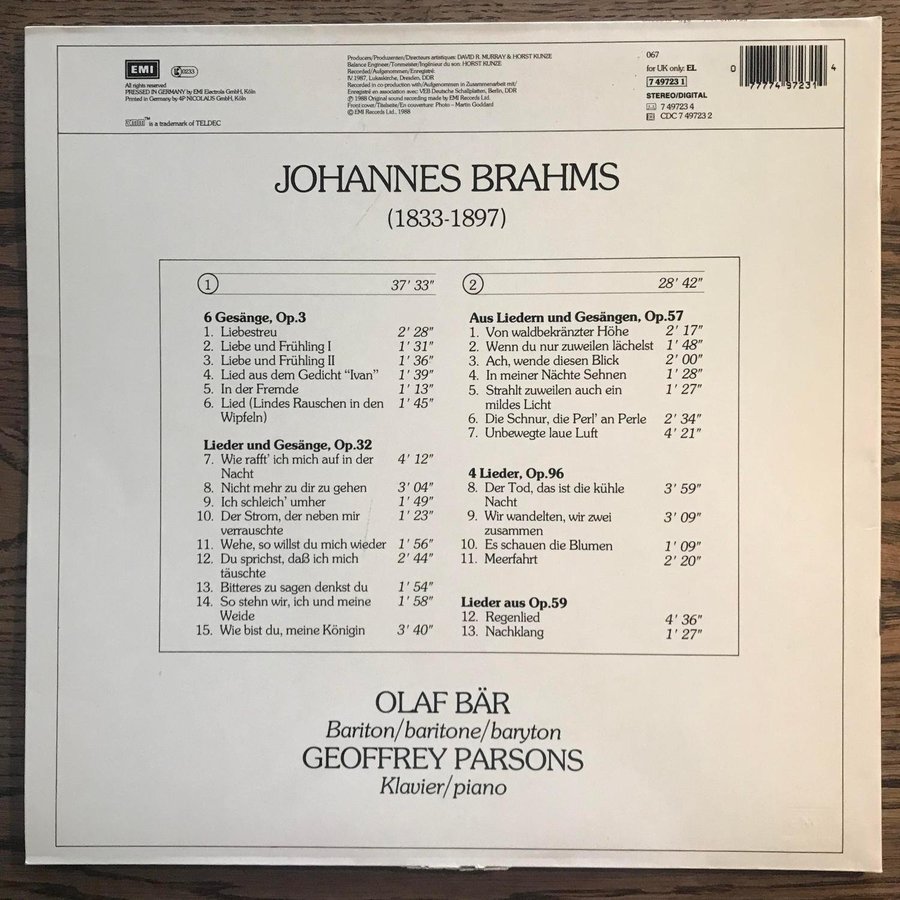 EMI
0233
All rights reserved
PRESSED IN GERMANY by EMI Electrola GmbH, Köln
Printed in Germany by 4P NICOLAUS GmbH, Köln
™ is a trademark of TELDEC
Producers/Produzenten/Directeurs artistiques: DAVID R. MURRAY & HORST KUNZE
Balance Engineer/Tonmeister/Ingénieur du son: HORST KUNZE
Recorded/Aufgenommen/Enregistré:
IV. 1987, Lukaskirche, Dresden, DDR
Recorded in co-production with/Aufgenommen in Zusammenarbeit mit/
Enregistré en association avec: VEB Deutsche Schallplatten, Berlin, DDR
℗ 1988 Original sound recording made by EMI Records Ltd.
Front cover/Titelseite/En couverture: Photo – Martin Goddard
© EMI Records Ltd., 1988
067
for UK only: EL
7 49723 1
STEREO/DIGITAL
7 49723 4
CDC 7 49723 2
0 77774 97231 4
JOHANNES BRAHMS
(1833-1897)
1 37' 33"
6 Gesänge, Op.3
1. Liebestreu 2' 28"
2. Liebe und Frühling I 1' 31"
3. Liebe und Frühling II 1' 36"
4. Lied aus dem Gedicht “Ivan” 1' 39"
5. In der Fremde 1' 13"
6. Lied (Lindes Rauschen in den 1' 45"
Wipfeln)
Lieder und Gesänge, Op.32
7. Wie rafft' ich mich auf in der 4' 12"
Nacht
8. Nicht mehr zu dir zu gehen 3' 04"
9. Ich schleich' umher 1' 49"
10. Der Strom, der neben mir 1' 23"
verrauschte
11. Wehe, so willst du mich wieder 1' 56"
12. Du sprichst, daß ich mich 2' 44"
täuschte
13. Bitteres zu sagen denkst du 1' 54"
14. So stehn wir, ich und meine 1' 58"
Weide
15. Wie bist du, meine Königin 3' 40"
2 28' 42"
Aus Liedern und Gesängen, Op.57
1. Von waldbekränzter Höhe 2' 17"
2. Wenn du nur zuweilen lächelst 1' 48"
3. Ach, wende diesen Blick 2' 00"
4. In meiner Nächte Sehnen 1' 28"
5. Strahlt zuweilen auch ein 1' 27"
mildes Licht
6. Die Schnur, die Perl' an Perle 2' 34"
7. Unbewegte laue Luft 4' 21"
4 Lieder, Op.96
8. Der Tod, das ist die kühle 3' 59"
Nacht
9. Wir wandelten, wir zwei 3' 09"
zusammen
10. Es schauen die Blumen 1' 09"
11. Meerfahrt 2' 20"
Lieder aus Op.59
12. Regenlied 4' 36"
13. Nachklang 1' 27"
OLAF BÄR
Bariton/baritone/baryton
GEOFFREY PARSONS
Klavier/piano